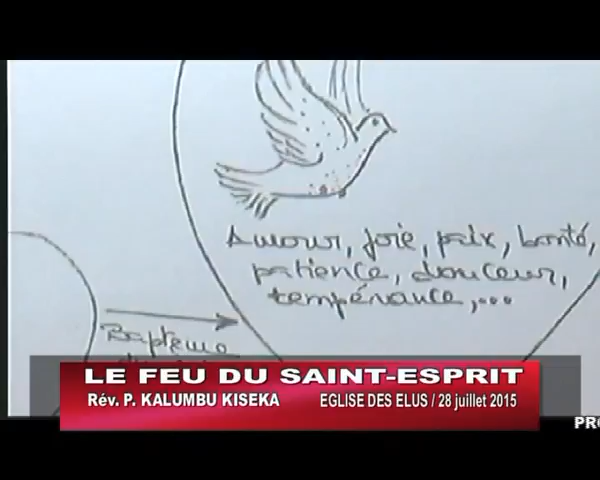 Amour, joie, paix, bonté,
patience, douceur,
tempérance,...
Bapteme
LE FEU DU SAINT-ESPRIT
Rév. P. KALUMBU KISEKA EGLISE DES ELUS / 28 juillet 2015